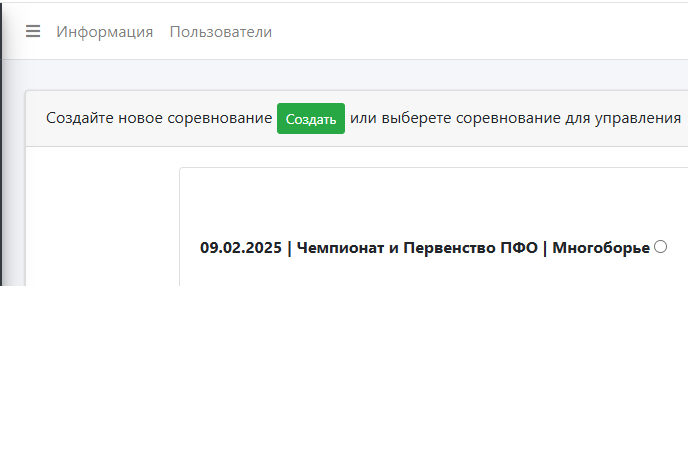 Информация Пользователи
Создайте новое соревнование Создать или выберете соревнование для управления
09.02.2025 | Чемпионат и Первенство ПФО | Многоборье